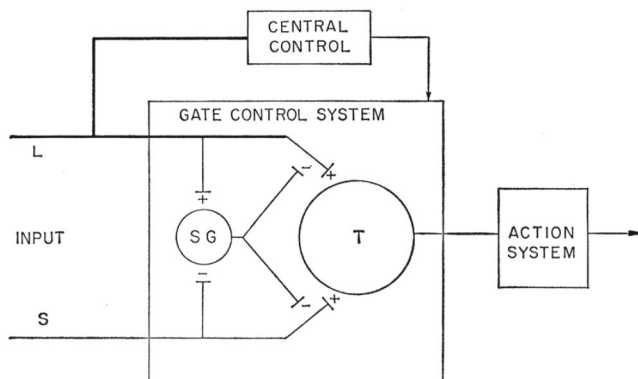 CENTRAL
CONTROL
GATE CONTROL SYSTEM
L
+
-
+
INPUT
SG
T
ACTION
SYSTEM
-
-
+
S